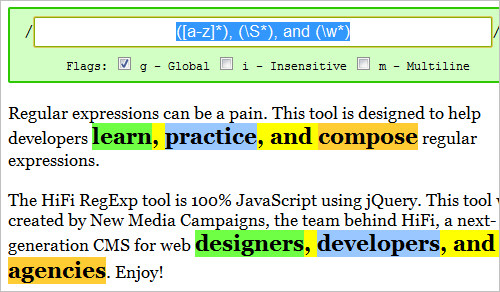 /([a-z]*), (\S*), and (\w*)/
Flags: g - Global i - Insensitive m - Multiline
Regular expressions can be a pain. This tool is designed to help
developers learn, practice, and compose regular
expressions.
The HiFi RegExp tool is 100% JavaScript using jQuery. This tool
created by New Media Campaigns, the team behind HiFi, a next-
generation CMS for web designers, developers, and
agencies. Enjoy!